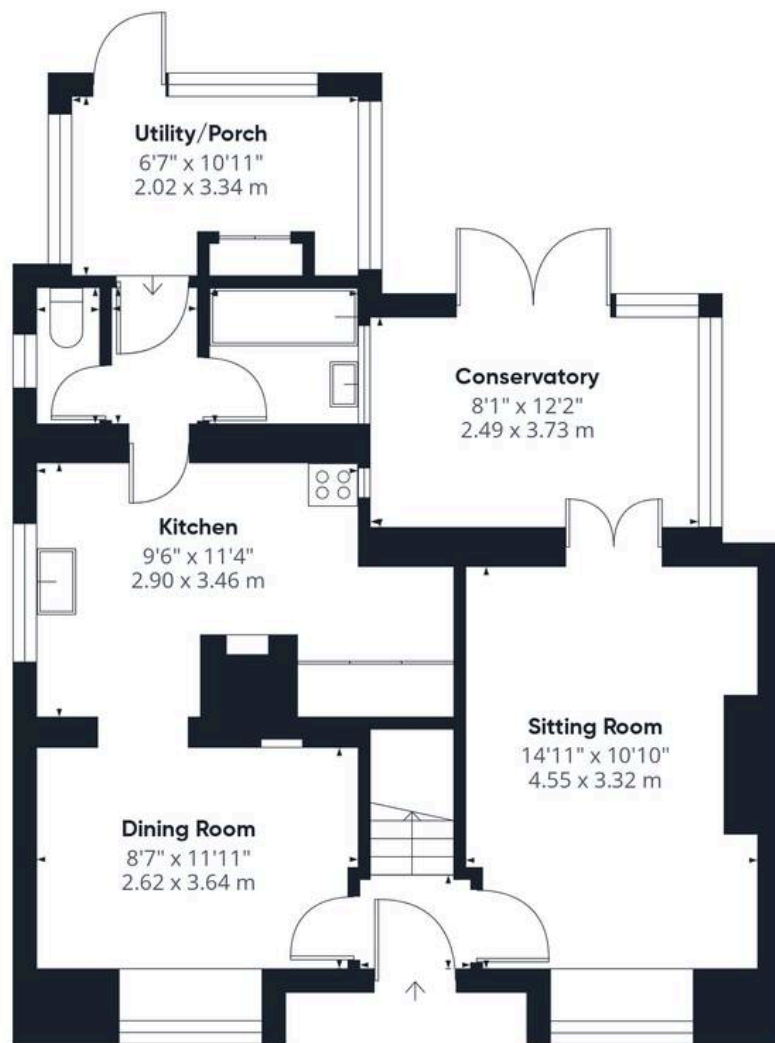 Utility/Porch
6'7" x 10'11"
2.02 x 3.34 m
Conservatory
8'1" x 12'2"
2.49 x 3.73 m
Kitchen
9'6" x 11'4"
2.90 x 3.46 m
Sitting Room
14'11" x 10'10"
4.55 x 3.32 m
Dining Room
8'7" x 11'11"
2.62 x 3.64 m